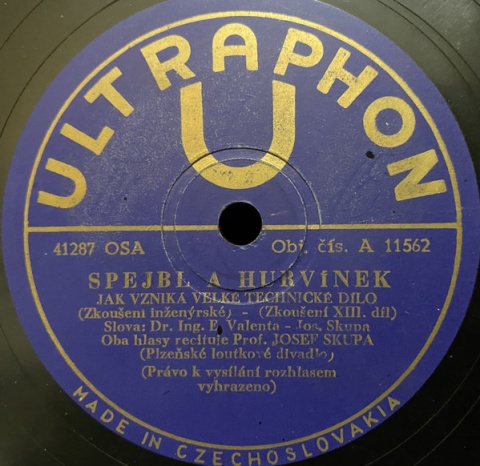 ULTRAPHON
U
41287 OSA Obj. čís. A 11562
SPEJBL A HURVÍNEK
JAK VZNIKÁ VELKÉ TECHNICKÉ DÍLO
(Zkoušení inženýrské) - (Zkoušení XIII. díl)
Slova: Dr. Ing. E. Valenta - Jos. Skupa
Oba hlasy recituje Prof. JOSEF SKUPA
(Plzeňské loutkové divadlo)
(Právo k vysílání rozhlasem
vyhrazeno)
MADE IN CZECHOSLOVAKIA